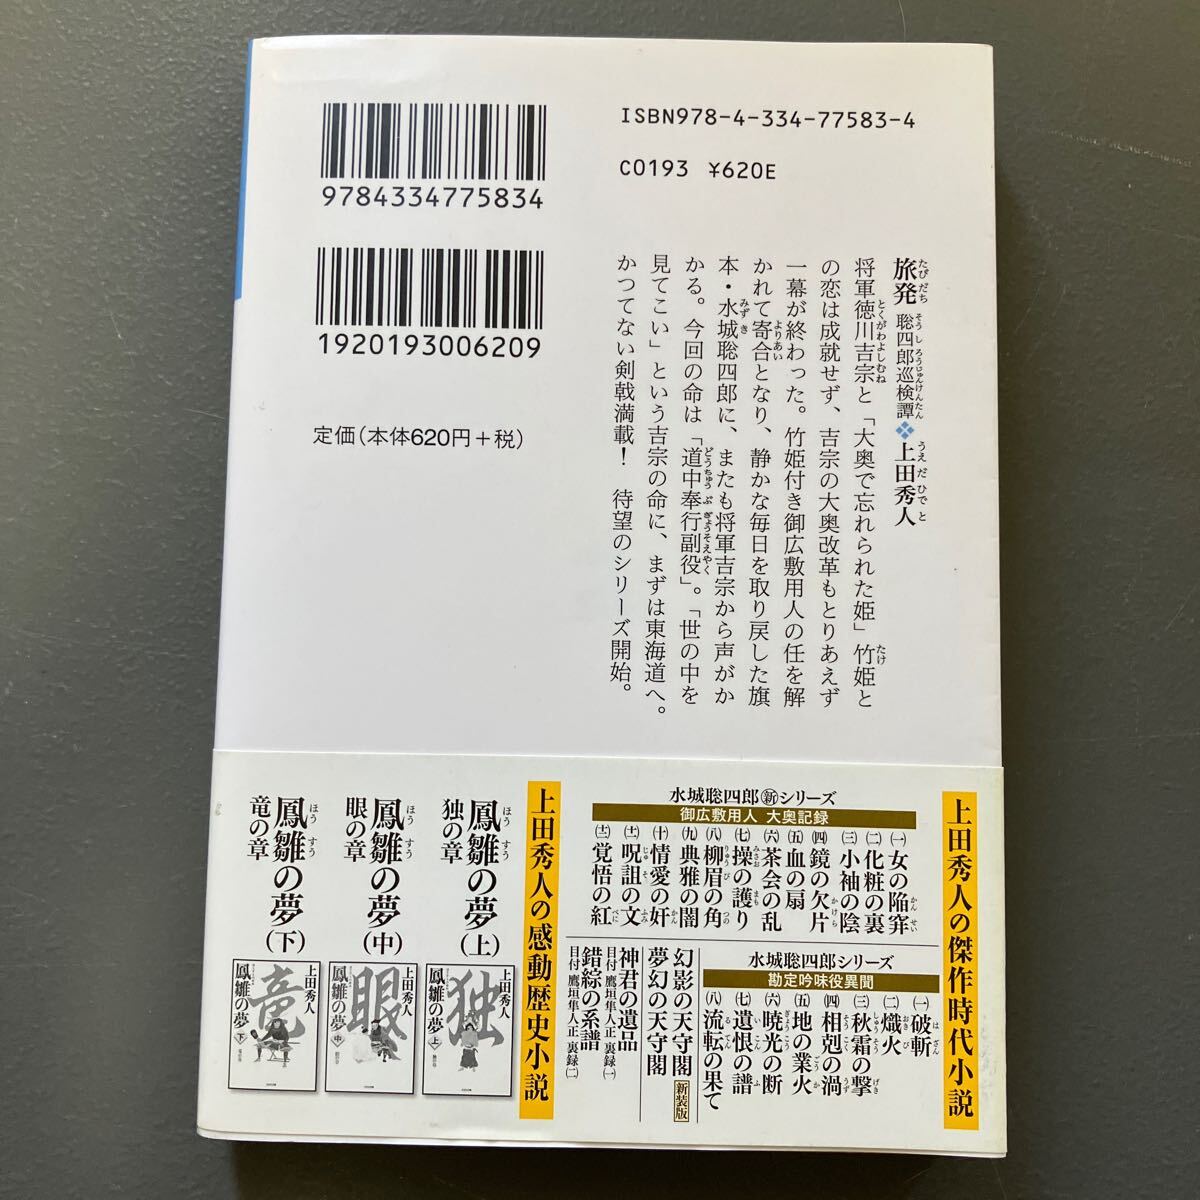 ISBN978-4-334-77583-4
C0193 ¥620E
9784334775834
1920193006209
定価(本体620円+税)
旅発 聡四郎巡検譚 ❖ 上田秀人
将軍徳川吉宗と「大奥で忘れられた姫」竹姫と
の恋は成就せず、吉宗の大奥改革もとりあえず
一幕が終わった。竹姫付き御広敷用人の任を解
かれて寄合となり、静かな毎日を取り戻した旗
本・水城聡四郎に、またも将軍吉宗から声がか
かる。今回の命は「道中奉行副役」。「世の中を
見てこい」という吉宗の命に、まずは東海道へ。
かつてない剣戟満載! 待望のシリーズ開始。
上田秀人の傑作時代小説
水城聡四郎新シリーズ
御広敷用人 大奥記録
(一)女の陥穽
(二)化粧の裏
(三)小袖の陰
(四)鏡の欠片
(五)血の扇
(六)茶会の乱
(七)操の護り
(八)柳眉の角
(九)典雅の闇
(十)情愛の奸
(十一)呪詛の文
(十二)覚悟の紅
水城聡四郎シリーズ
勘定吟味役異聞
(一)破斬
(二)熾火
(三)秋霜の撃
(四)相剋の渦
(五)地の業火
(六)暁光の断
(七)遺恨の譜
(八)流転の果て
幻影の天守閣 新装版
夢幻の天守閣
神君の遺品 目付 鷹垣隼人正 裏録(一)
錯綜の系譜 目付 鷹垣隼人正 裏録(二)
上田秀人の感動歴史小説
鳳雛の夢(上)
独の章
鳳雛の夢(中)
眼の章
鳳雛の夢(下)
竜の章
上田秀人 独 鳳雛の夢 上
上田秀人 眼 鳳雛の夢 中
上田秀人 竜 鳳雛の夢 下